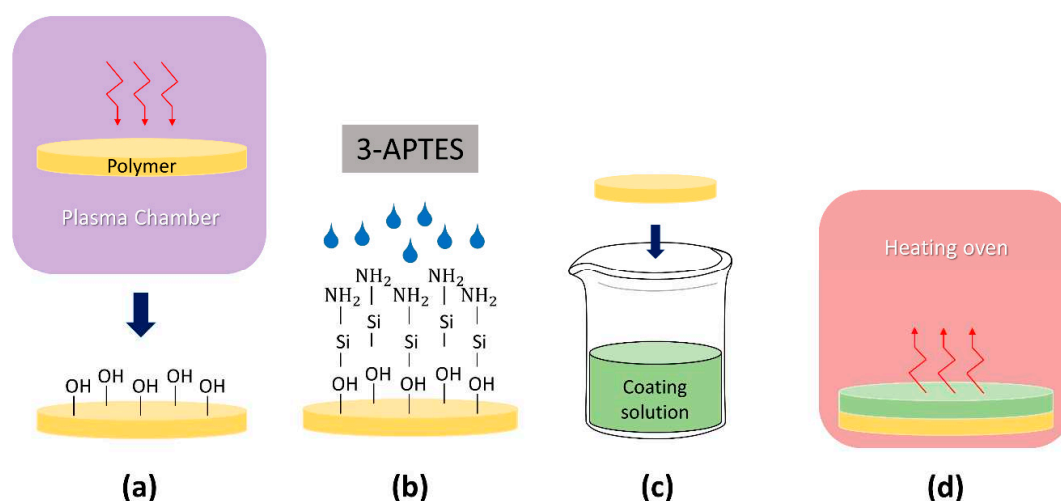 Polymer
Plasma Chamber
OH OH OH OH OH
(a)
3-APTES
NH₂ NH₂
NH₂ NH₂ NH₂
Si Si
Si Si Si
OH OH OH OH OH
(b)
Coating
solution
(c)
Heating oven
(d)